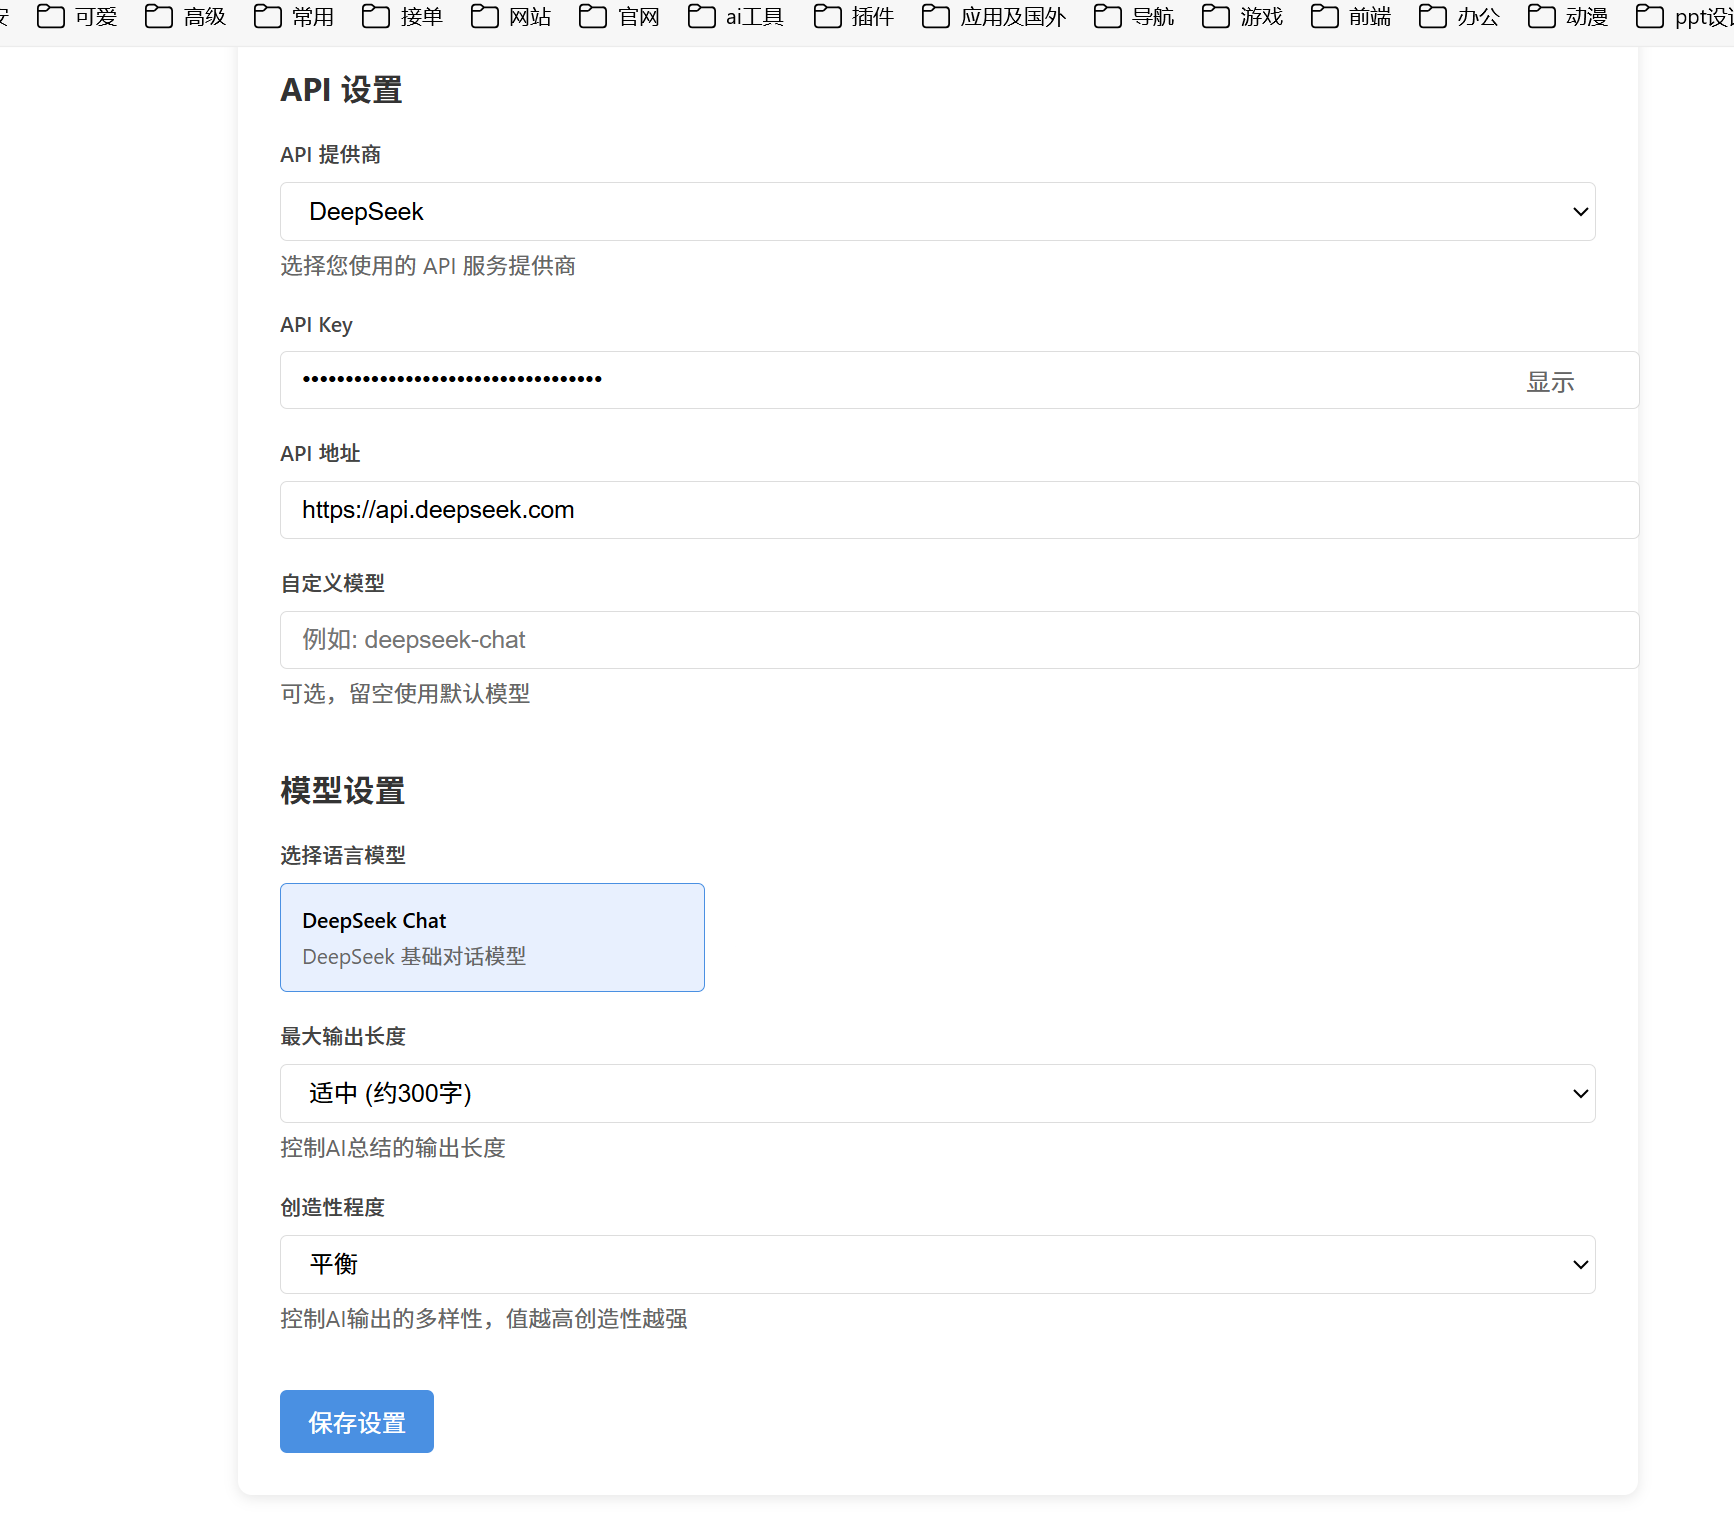 可爱 高级 常用 接单 网站 官网 ai工具 插件 应用及国外 导航 游戏 前端 办公 动漫 ppt设
API 设置
API 提供商
DeepSeek
选择您使用的 API 服务提供商
API Key
•••••••••••••••••••••••••••••••••••
显示
API 地址
https://api.deepseek.com
自定义模型
例如: deepseek-chat
可选，留空使用默认模型
模型设置
选择语言模型
DeepSeek Chat
DeepSeek 基础对话模型
最大输出长度
适中 (约300字)
控制AI总结的输出长度
创造性程度
平衡
控制AI输出的多样性，值越高创造性越强
保存设置